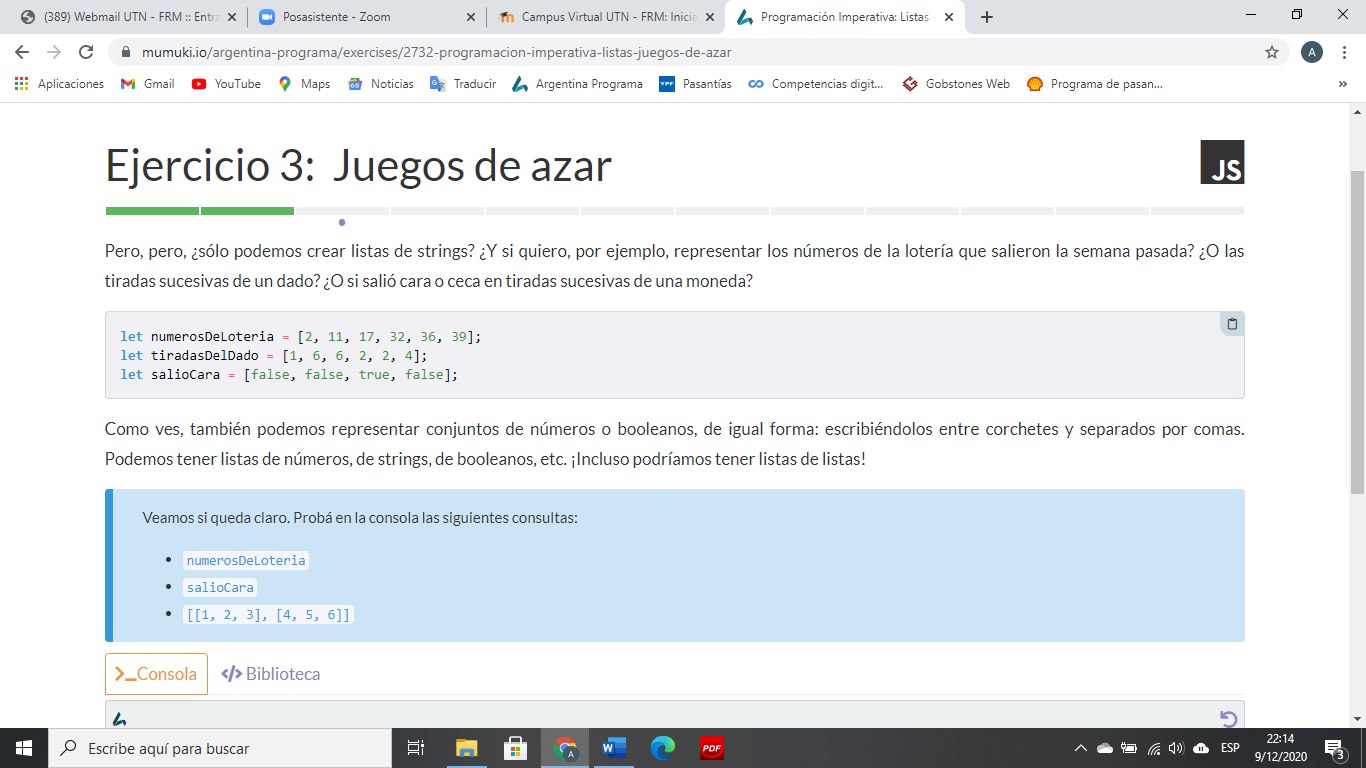 (389) Webmail UTN - FRM :: Entra
Posasistente - Zoom
Campus Virtual UTN - FRM: Inicia
Programación Imperativa: Listas
mumuki.io/argentina-programa/exercises/2732-programacion-imperativa-listas-juegos-de-azar
A
Aplicaciones
Gmail
YouTube
Maps
Noticias
Traducir
Argentina Programa
YPF
Pasantías
Competencias digit...
Gobstones Web
Programa de pasan...
»
Ejercicio 3: Juegos de azar
JS
Pero, pero, ¿sólo podemos crear listas de strings? ¿Y si quiero, por ejemplo, representar los números de la lotería que salieron la semana pasada? ¿O las
tiradas sucesivas de un dado? ¿O si salió cara o ceca en tiradas sucesivas de una moneda?
let numerosDeLoteria = [2, 11, 17, 32, 36, 39];
let tiradasDelDado = [1, 6, 6, 2, 2, 4];
let salioCara = [false, false, true, false];
Como ves, también podemos representar conjuntos de números o booleanos, de igual forma: escribiéndolos entre corchetes y separados por comas.
Podemos tener listas de números, de strings, de booleanos, etc. ¡Incluso podríamos tener listas de listas!
Veamos si queda claro. Probá en la consola las siguientes consultas:
numerosDeLoteria
salioCara
[[1, 2, 3], [4, 5, 6]]
Consola
Biblioteca
Escribe aquí para buscar
A
W
PDF
ESP
22:14
9/12/2020
3